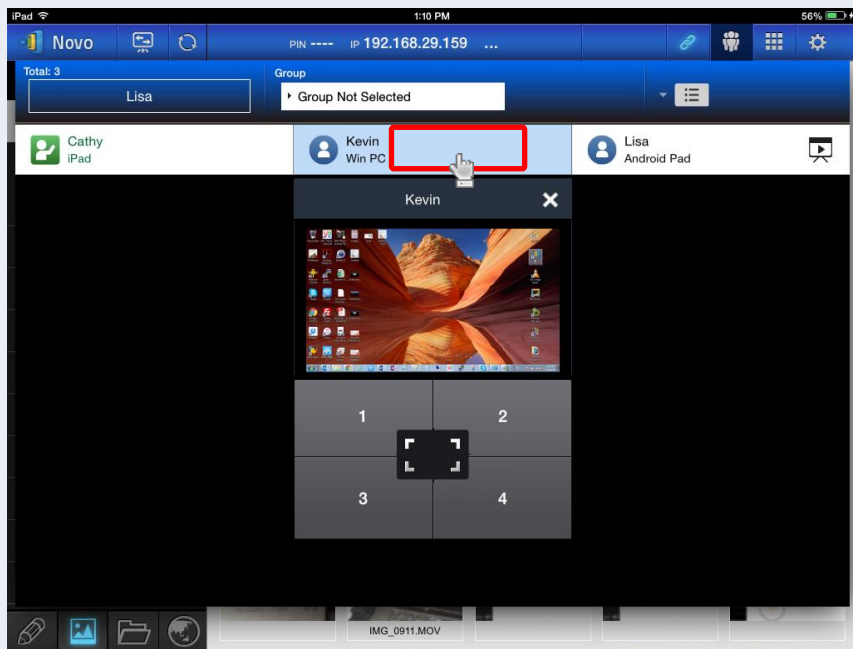 iPad 1:10 PM 56%
Novo PIN ---- IP 192.168.29.159 ...
Total: 3
Lisa
Group
Group Not Selected
Cathy
iPad
Kevin
Win PC
Lisa
Android Pad
Kevin
1 2
3 4
IMG_0911.MOV